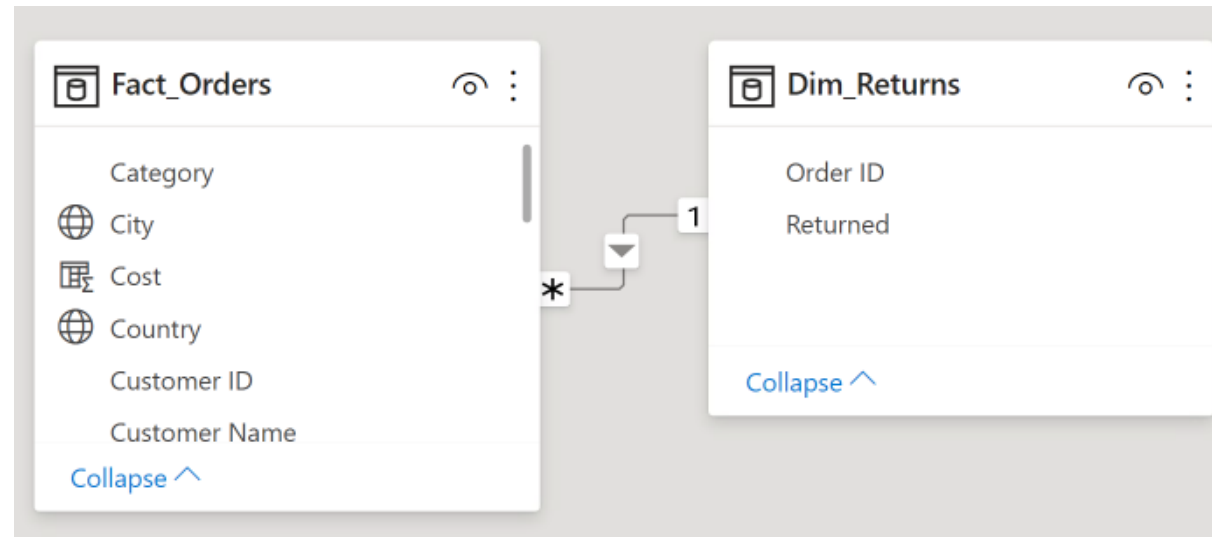 Fact_Orders
Category
City
Cost
Country
Customer ID
Customer Name
Collapse
*
1
Dim_Returns
Order ID
Returned
Collapse